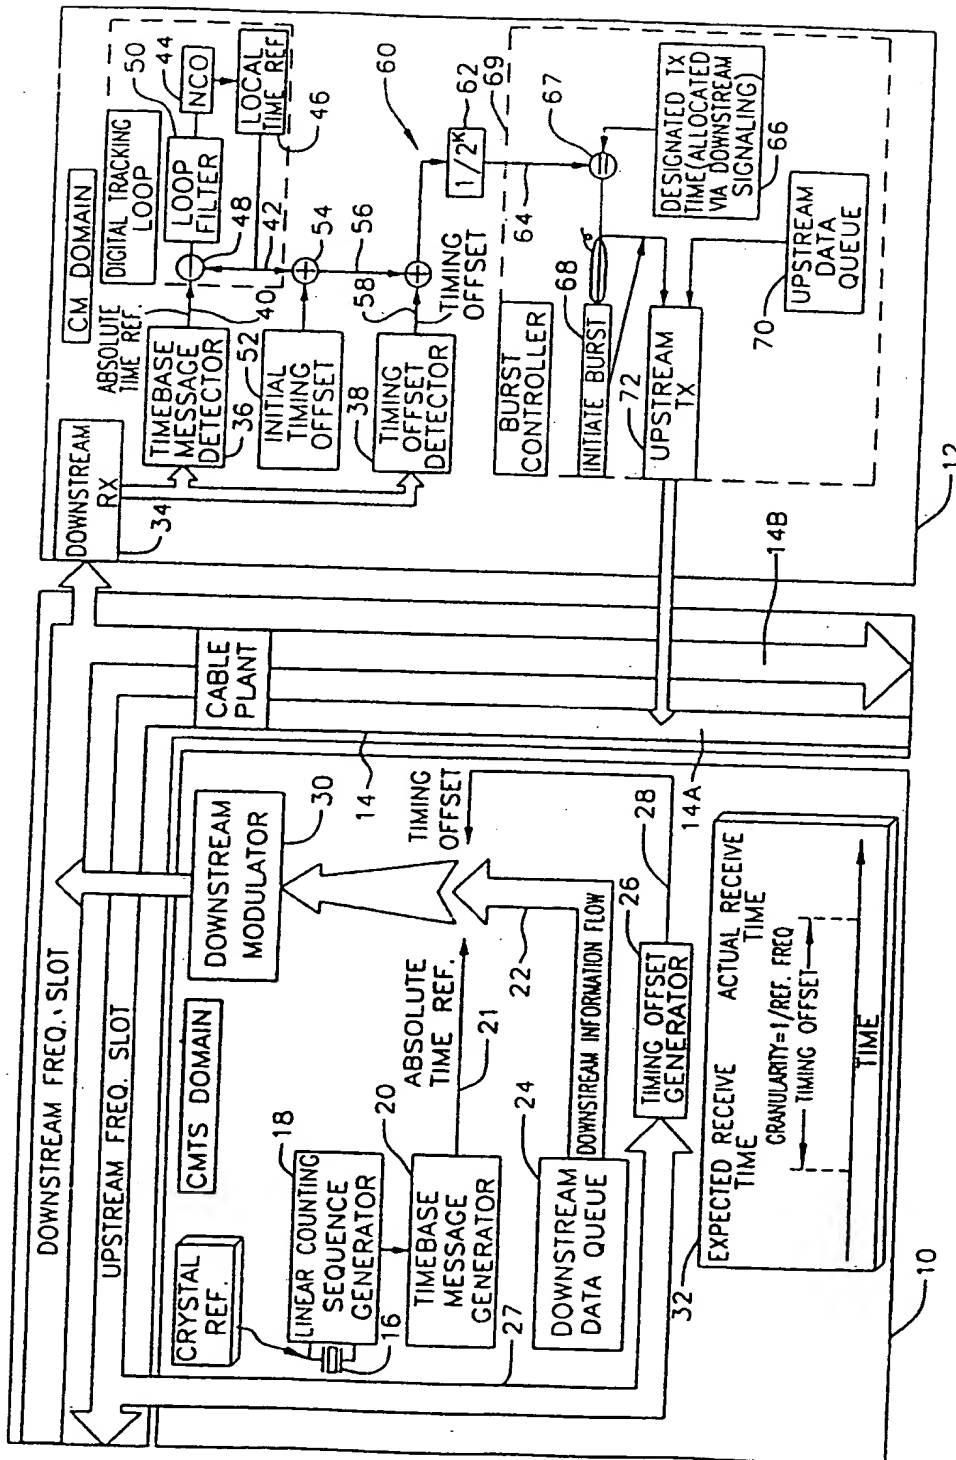 DOWNSTREAM FREQ. SLOT
UPSTREAM FREQ. SLOT
CABLE
PLANT
14
14A
14B
CMTS DOMAIN
CRYSTAL
REF.
16
LINEAR COUNTING
SEQUENCE
GENERATOR
18
TIMEBASE
MESSAGE
GENERATOR
20
ABSOLUTE
TIME REF.
21
DOWNSTREAM
MODULATOR
30
TIMING
OFFSET
22
DOWNSTREAM
DATA QUEUE
24
DOWNSTREAM INFORMATION FLOW
27
TIMING OFFSET
GENERATOR
26
28
32
EXPECTED RECEIVE
TIME
ACTUAL RECEIVE
TIME
GRANULARITY=1/REF. FREQ
TIMING OFFSET
TIME
10
DOWNSTREAM
RX
34
CM DOMAIN
DIGITAL TRACKING
LOOP
ABSOLUTE
TIME REF.
40
TIMEBASE
MESSAGE
DETECTOR
36
48
LOOP
FILTER
50
NCO
44
LOCAL
TIME REF
46
42
INITIAL
TIMING
OFFSET
52
54
56
TIMING
OFFSET
DETECTOR
38
58
TIMING
OFFSET
60
1/2K
62
64
69
BURST
CONTROLLER
67
INITIATE BURST
68
DESIGNATED TX
TIME(ALLOCATED
VIA DOWNSTREAM
SIGNALING)
66
UPSTREAM
TX
72
UPSTREAM
DATA
QUEUE
70
12